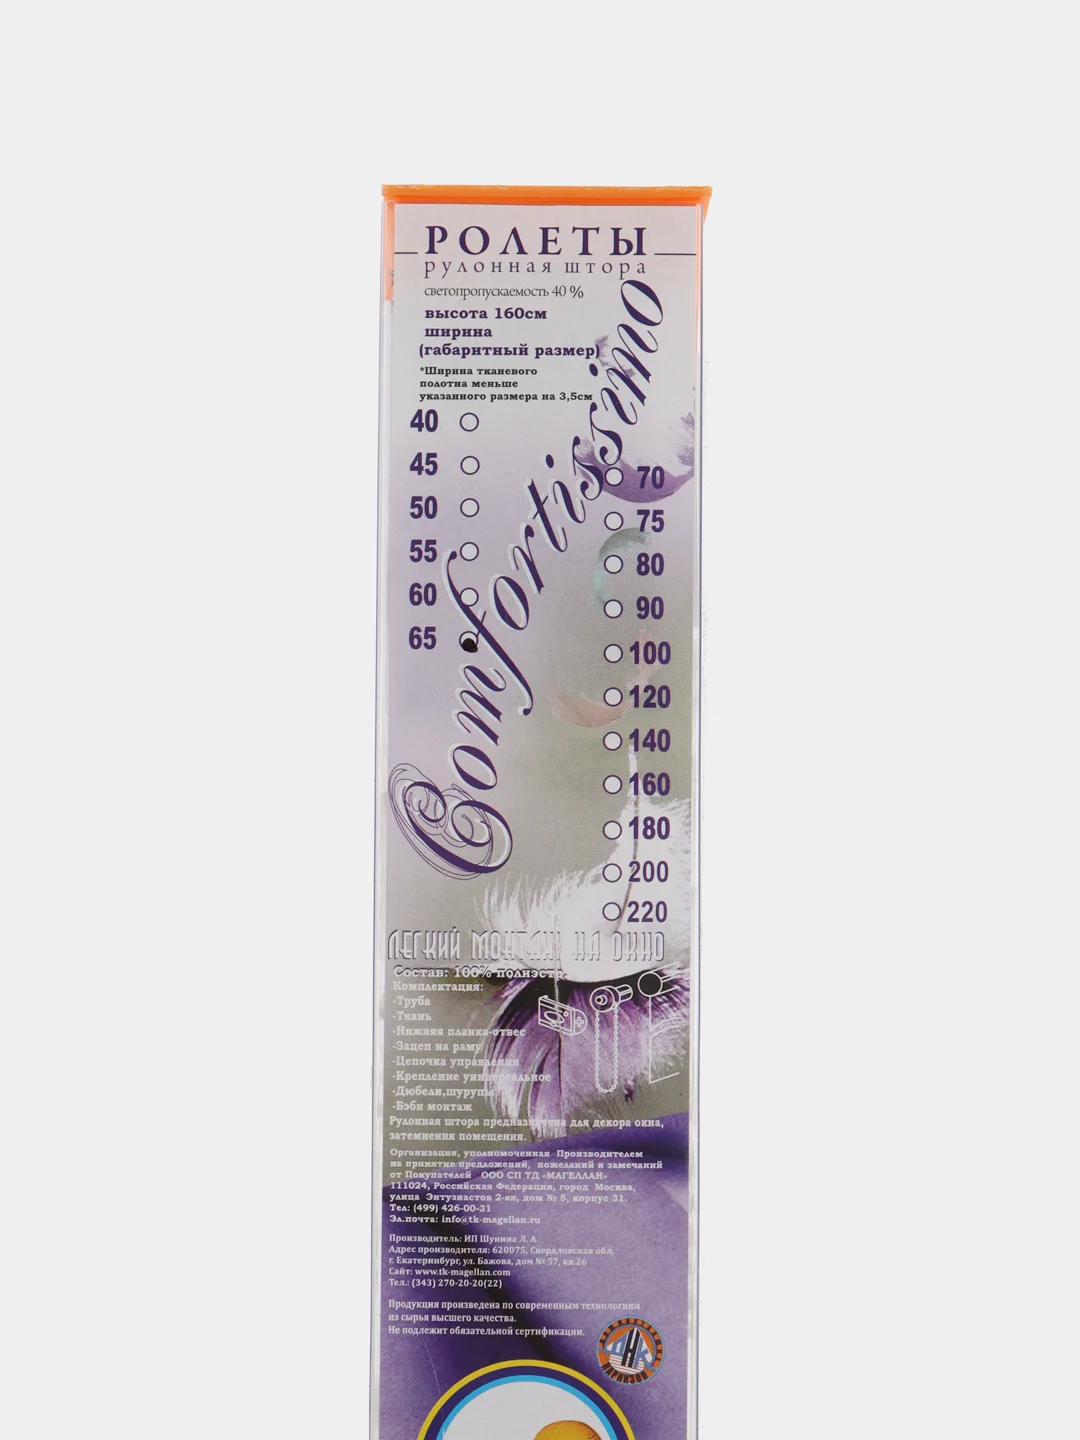 РОЛЕТЫ
рулонная штора
светопропускаемость 40 %
высота 160см
ширина
(габаритный размер)
*Ширина тканевого
полотна меньше
указанного размера на 3,5см
Comfortissimo
40
45
50
55
60
65
70
75
80
90
100
120
140
160
180
200
220
ЛЕГКИЙ МОНТАЖ НА ОКНО
Состав: 100% полиэстр.
Комплектация:
-Труба
-Ткань
-Нижняя планка-отвес
-Зацеп на раму
-Цепочка управления
-Крепление универсальное
-Дюбели,шурупы
-Бэби монтаж
Рулонная штора предназначена для декора окна,
затемнения помещения.
Организация, уполномоченная Производителем
на принятие предложений, пожеланий и замечаний
от Покупателей ООО СП ТД «МАГЕЛЛАН»
111024, Российская Федерация, город Москва,
улица Энтузиастов 2-ая, дом № 5, корпус 31.
Тел: (499) 426-00-31
Эл.почта: info@tk-magellan.ru
Производитель: ИП Шунина Л. А.
Адрес производителя: 620075, Свердловская обл,
г. Екатеринбург, ул. Бажова, дом № 57, кв.26
Сайт: www.tk-magellan.com
Тел.: (343) 270-20-20(22)
Продукция произведена по современным технологиям
из сырья высшего качества.
Не подлежит обязательной сертификации.
ДНК
КАРНИЗОВ